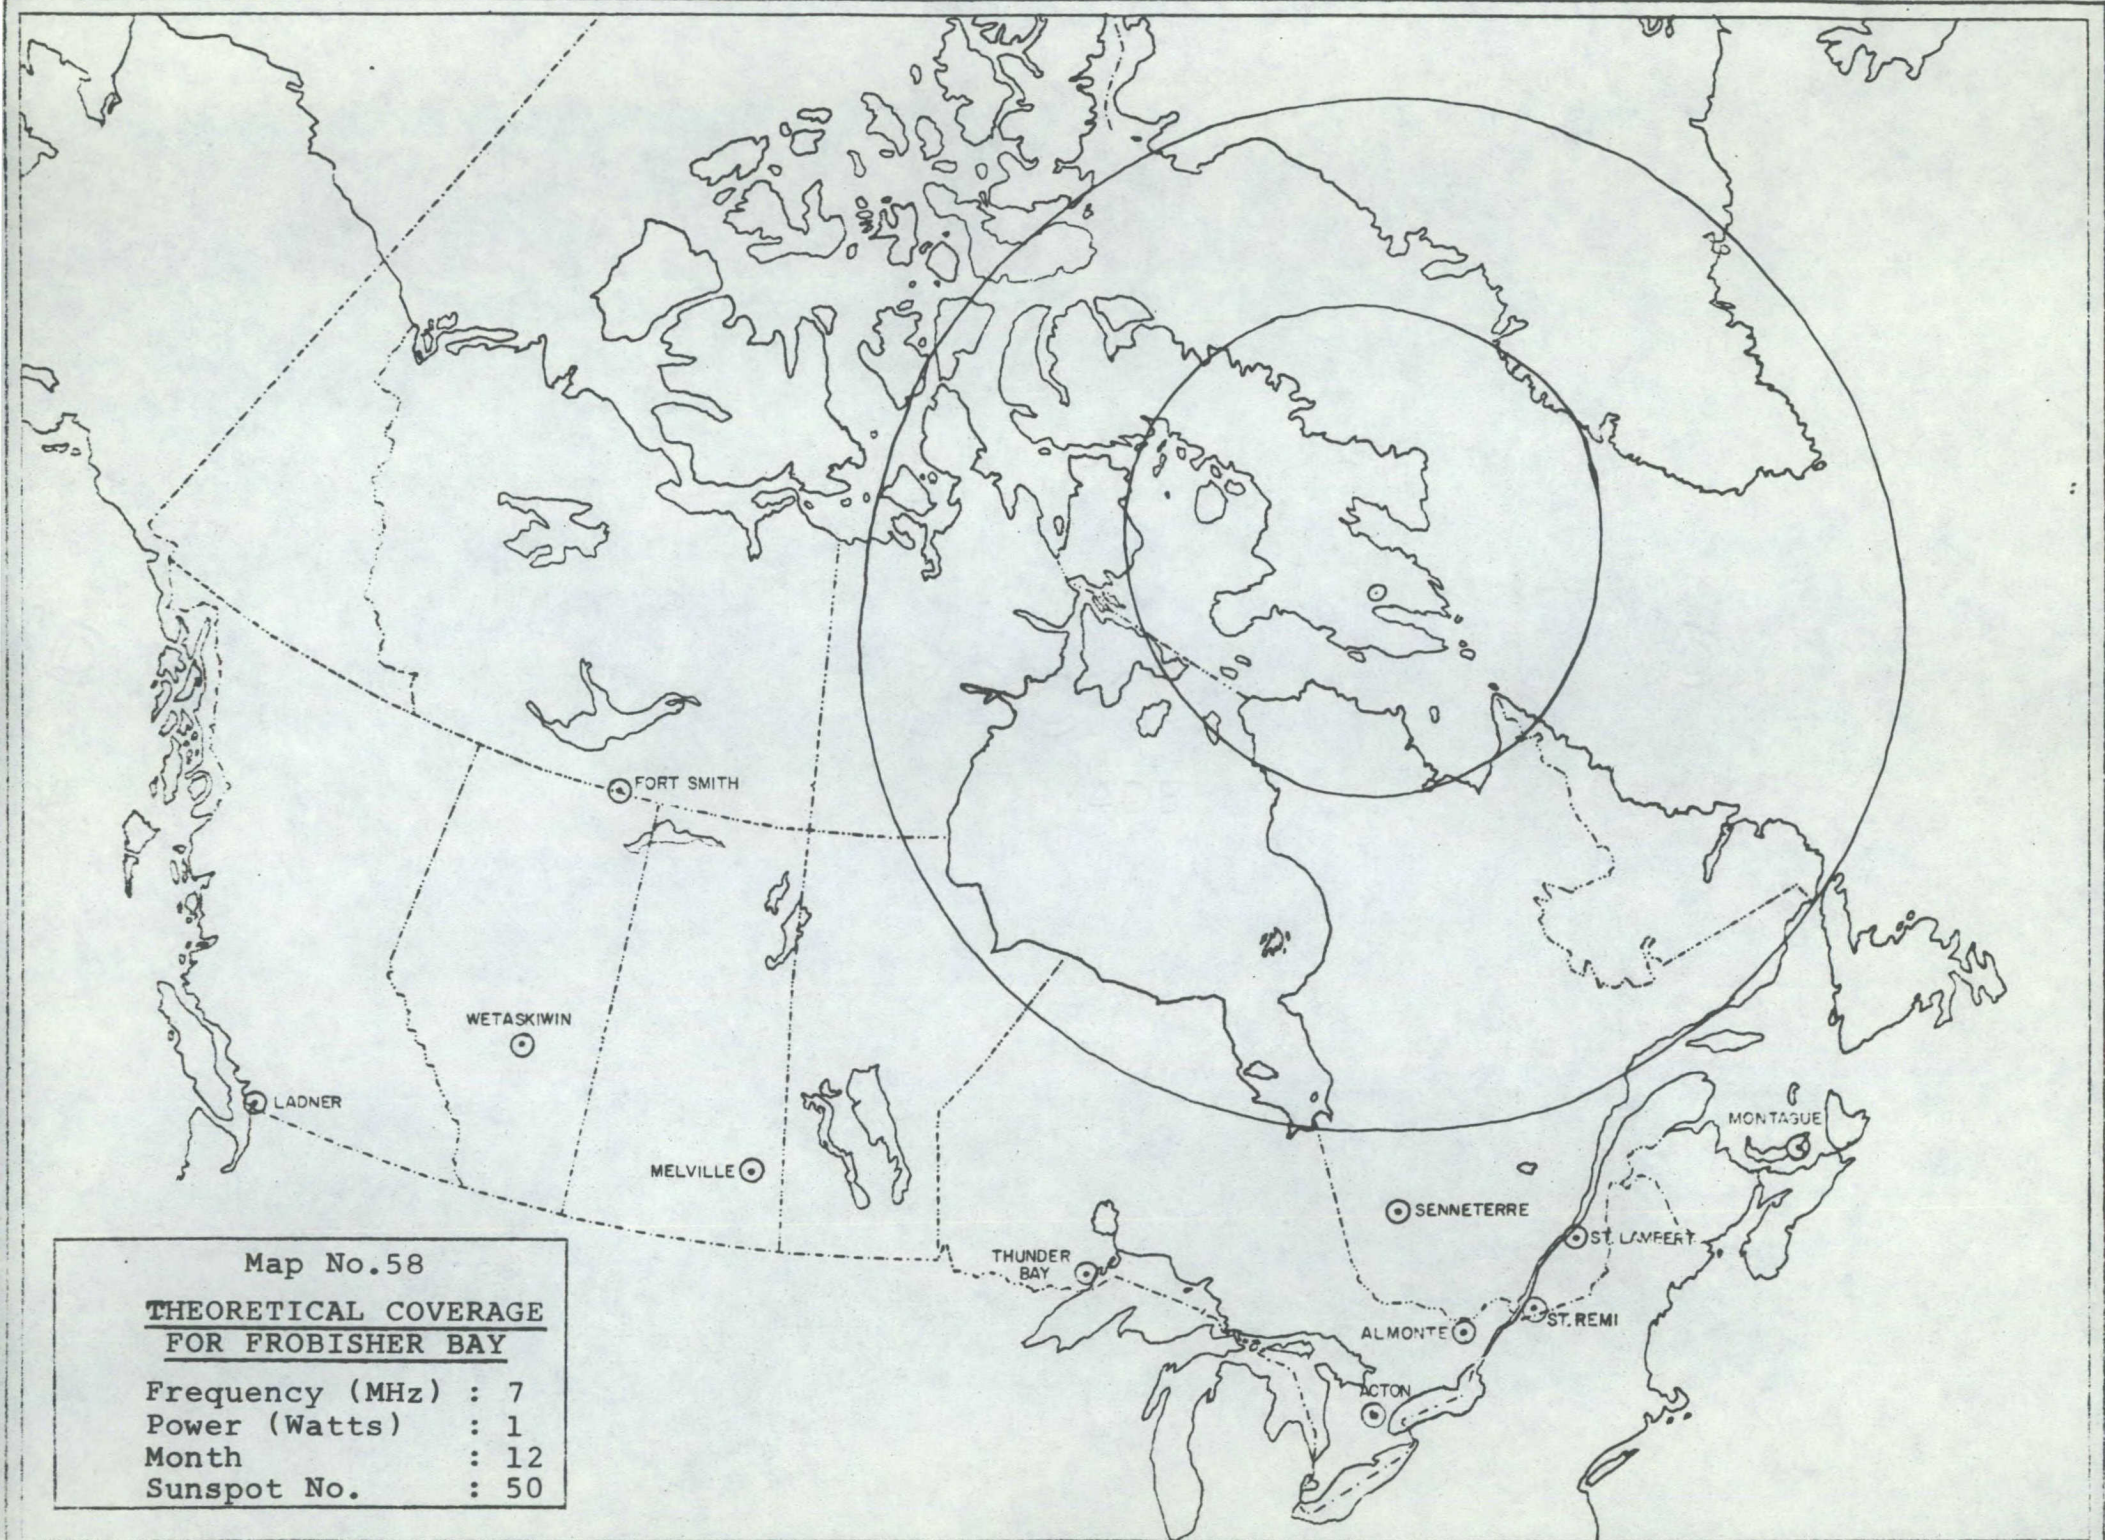 FORT SMITH
WETASKIWIN
LADNER
MELVILLE
MONTAGUE
SENNETERRE
ST. LAMBERT
THUNDER
BAY
ST. REMI
ALMONTE
ACTON
Map No.58
THEORETICAL COVERAGE
FOR FROBISHER BAY
Frequency (MHz) : 7
Power (Watts) : 1
Month : 12
Sunspot No. : 50